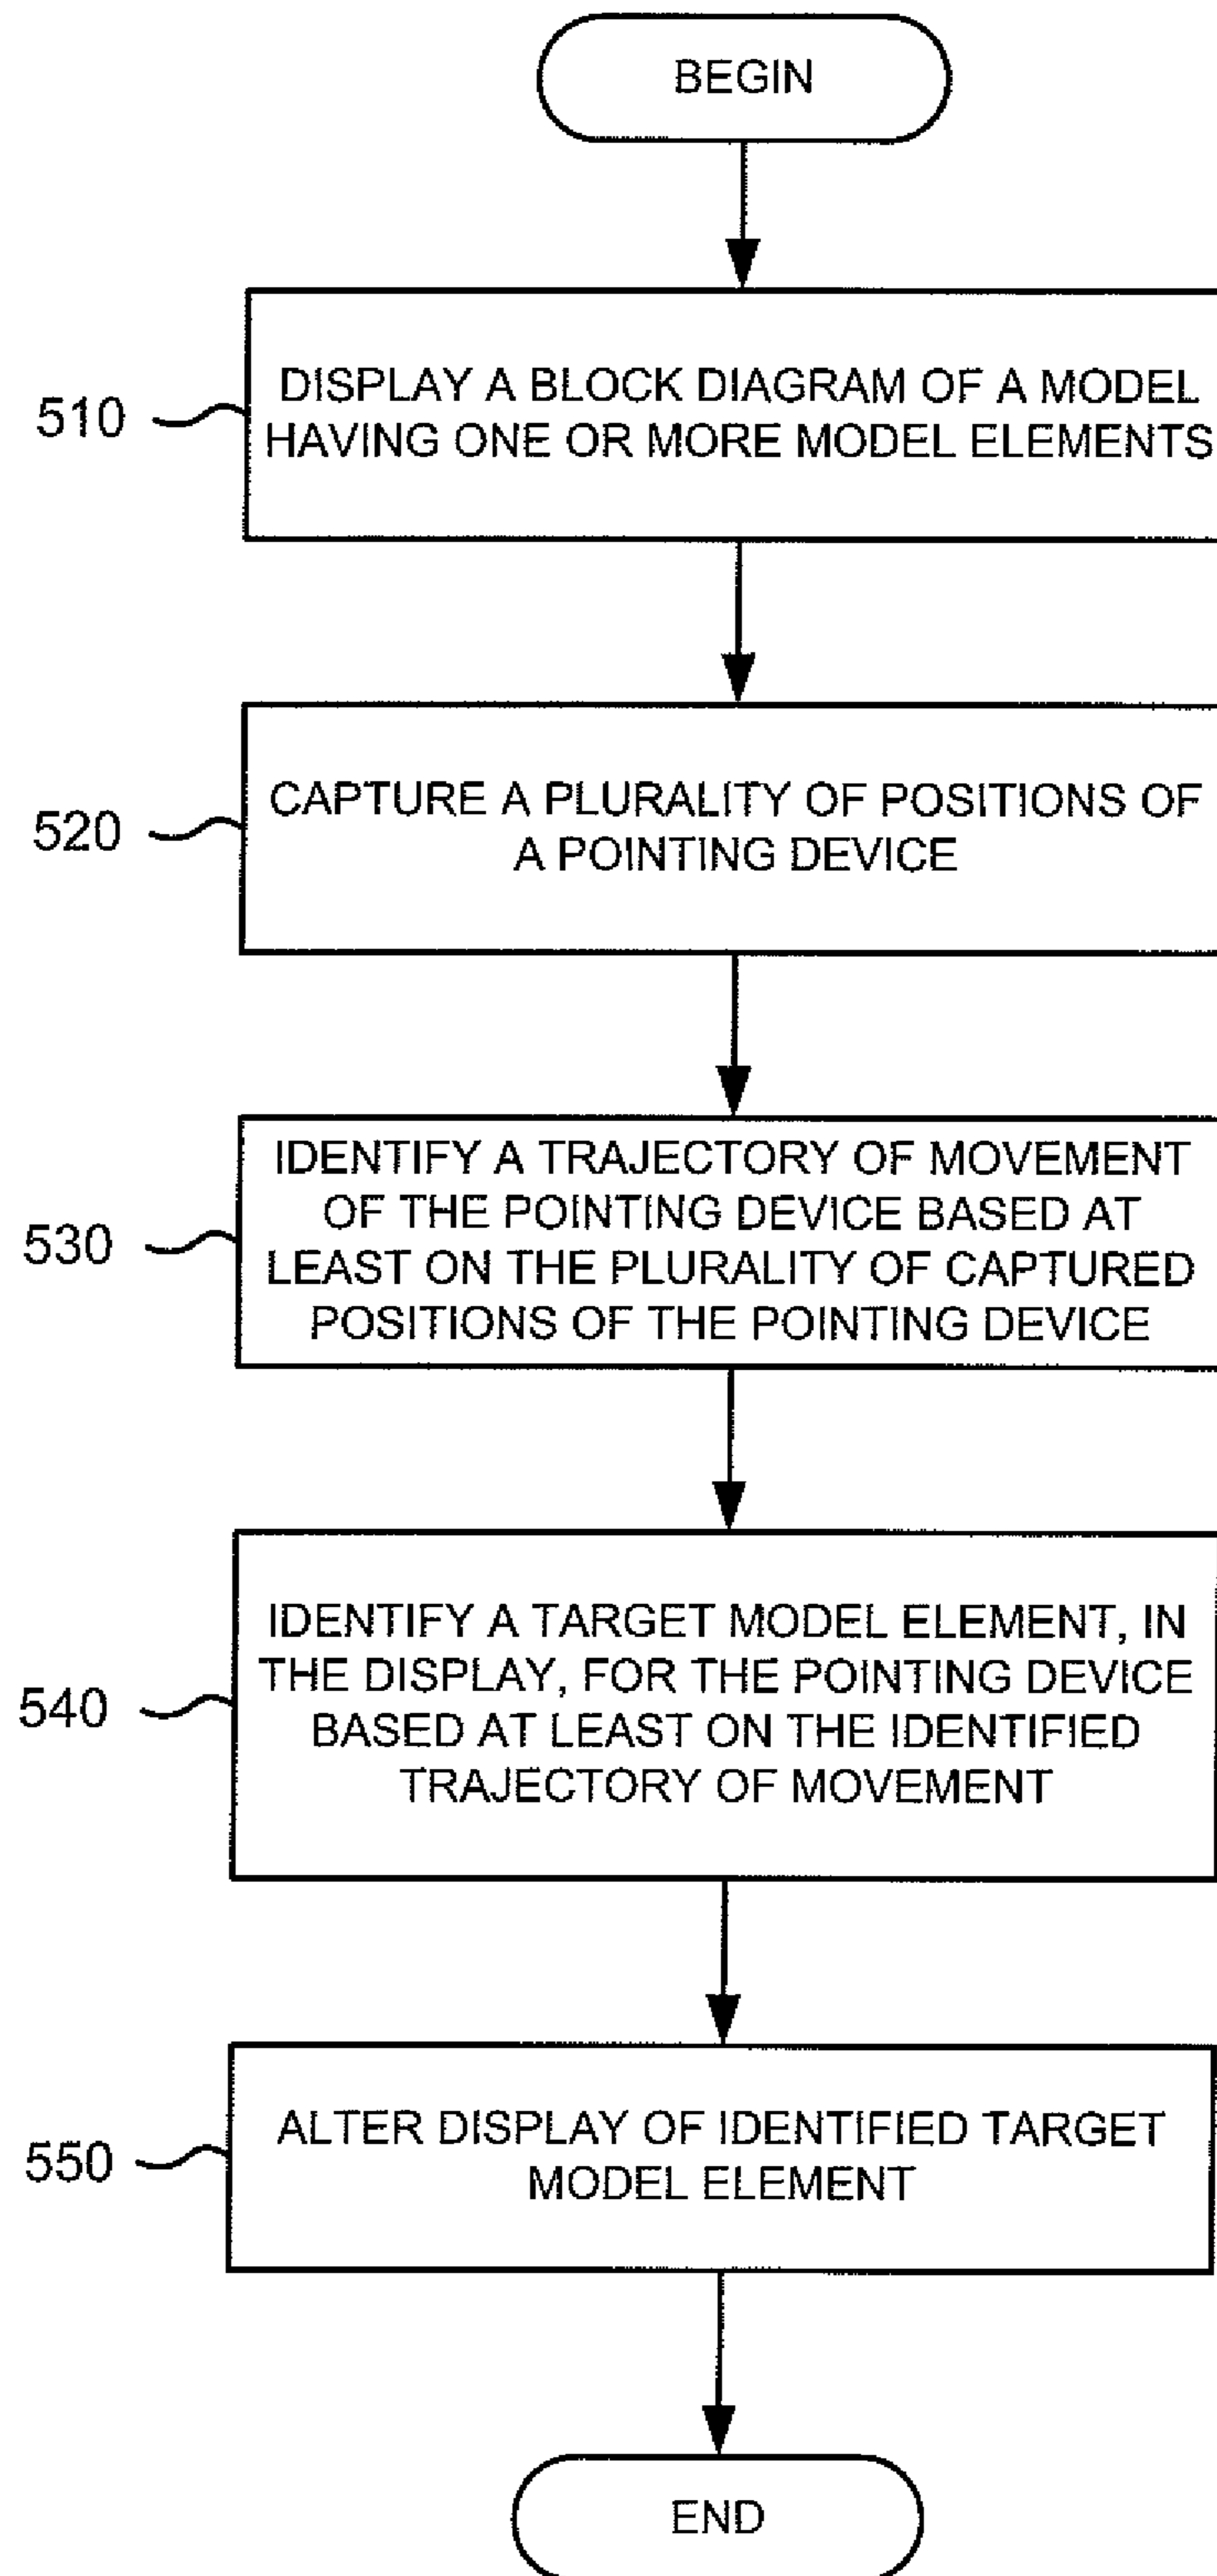 BEGIN
510
DISPLAY A BLOCK DIAGRAM OF A MODEL
HAVING ONE OR MORE MODEL ELEMENTS
520
CAPTURE A PLURALITY OF POSITIONS OF
A POINTING DEVICE
530
IDENTIFY A TRAJECTORY OF MOVEMENT
OF THE POINTING DEVICE BASED AT
LEAST ON THE PLURALITY OF CAPTURED
POSITIONS OF THE POINTING DEVICE
540
IDENTIFY A TARGET MODEL ELEMENT, IN
THE DISPLAY, FOR THE POINTING DEVICE
BASED AT LEAST ON THE IDENTIFIED
TRAJECTORY OF MOVEMENT
550
ALTER DISPLAY OF IDENTIFIED TARGET
MODEL ELEMENT
END